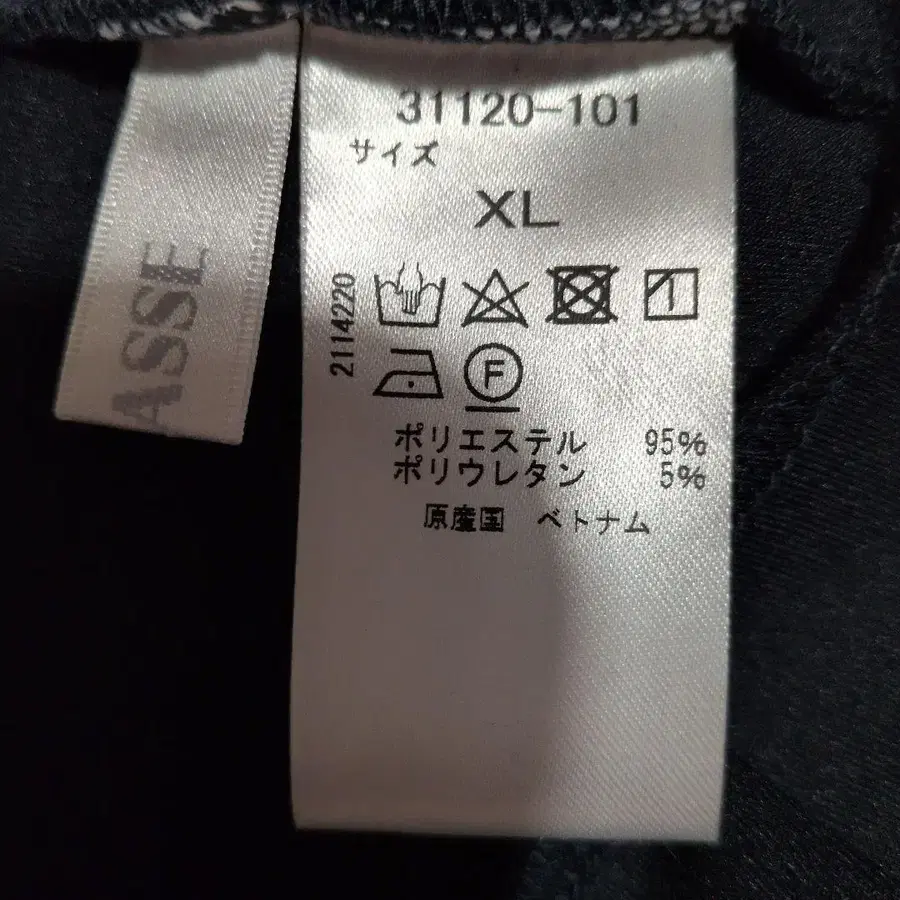 31120-101
サイズ
XL
2114220
F
ポリエステル 95%
ポリウレタン 5%
原産国 ベトナム
ASSE